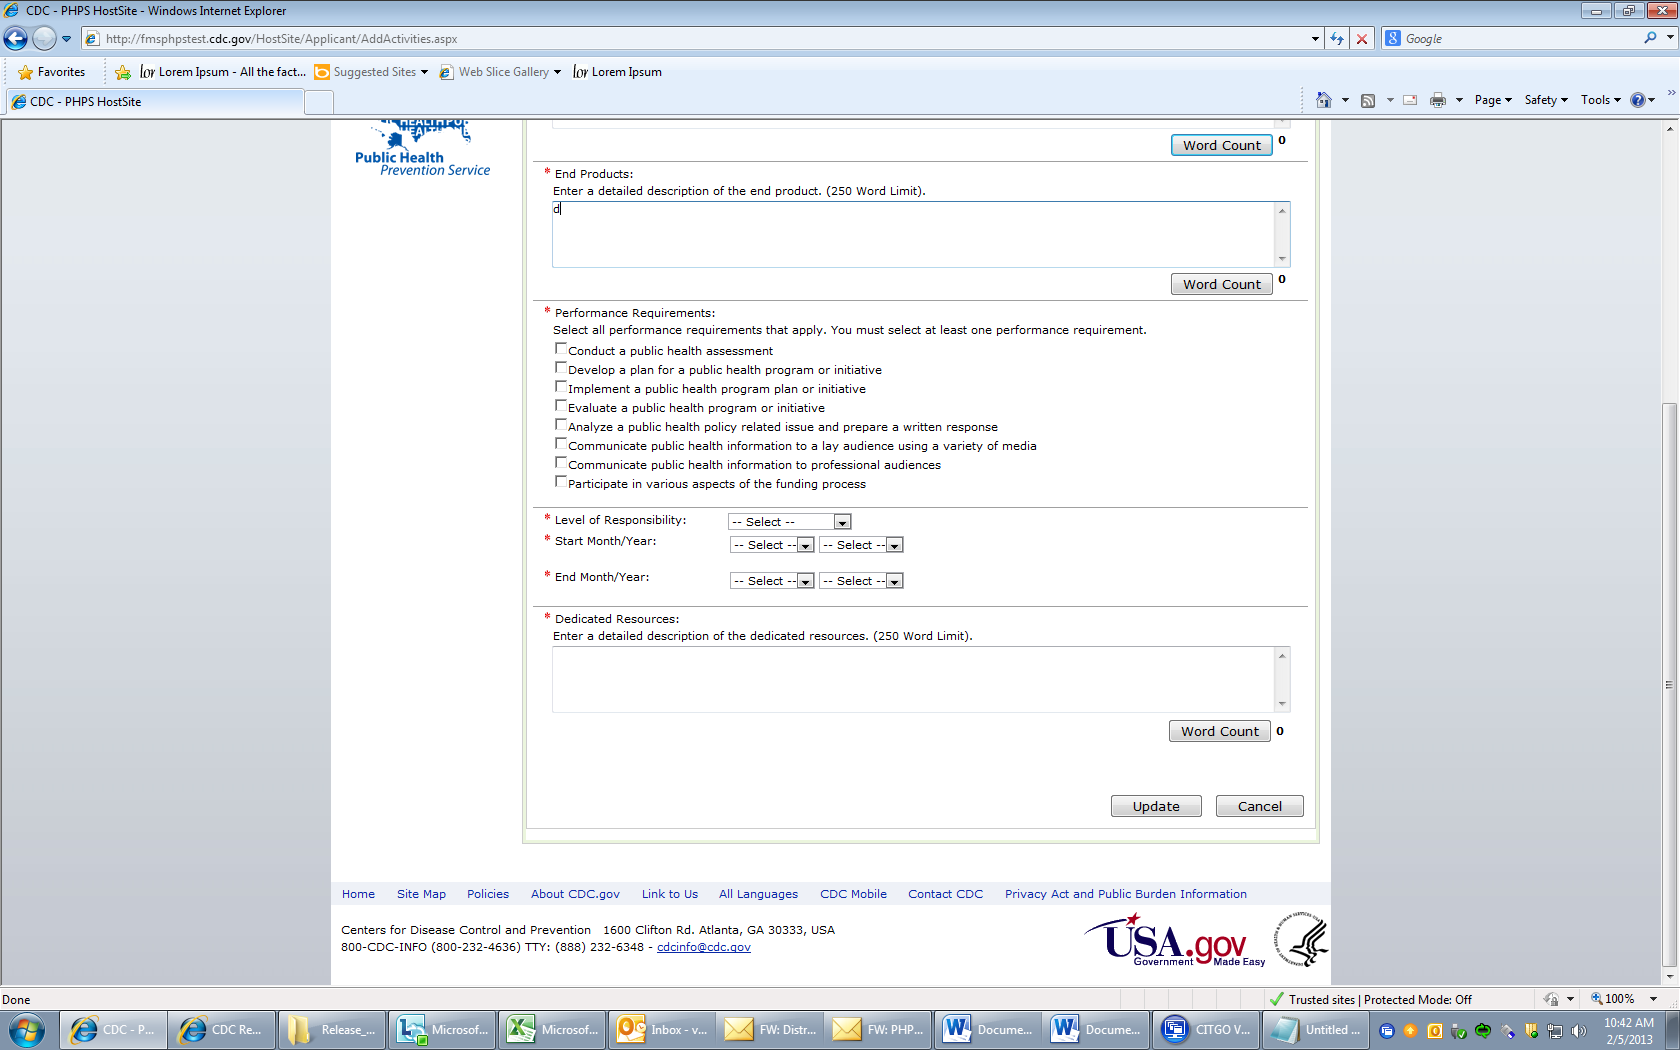 CDC - PHPS HostSite - Windows Internet Explorer
http://fmsphpstest.cdc.gov/HostSite/Applicant/AddActivities.aspx
Google
Favorites
lor Lorem Ipsum - All the fact...
Suggested Sites
Web Slice Gallery
lor Lorem Ipsum
CDC - PHPS HostSite
Page
Safety
Tools
Public Health
Prevention Service
Word Count 0
* End Products:
Enter a detailed description of the end product. (250 Word Limit).
d
Word Count 0
* Performance Requirements:
Select all performance requirements that apply. You must select at least one performance requirement.
Conduct a public health assessment
Develop a plan for a public health program or initiative
Implement a public health program plan or initiative
Evaluate a public health program or initiative
Analyze a public health policy related issue and prepare a written response
Communicate public health information to a lay audience using a variety of media
Communicate public health information to professional audiences
Participate in various aspects of the funding process
* Level of Responsibility: -- Select --
* Start Month/Year: -- Select -- -- Select --
* End Month/Year: -- Select -- -- Select --
* Dedicated Resources:
Enter a detailed description of the dedicated resources. (250 Word Limit).
Word Count 0
Update Cancel
Home Site Map Policies About CDC.gov Link to Us All Languages CDC Mobile Contact CDC Privacy Act and Public Burden Information
Centers for Disease Control and Prevention 1600 Clifton Rd. Atlanta, GA 30333, USA
800-CDC-INFO (800-232-4636) TTY: (888) 232-6348 - cdcinfo@cdc.gov
USA.gov
Government Made Easy
Done
Trusted sites | Protected Mode: Off
100%
CDC - P...
CDC Re...
Release_...
Microsof...
Microsof...
Inbox - v...
FW: Distr...
FW: PHP...
Docume...
Docume...
CITGO V...
Untitled ...
10:42 AM
2/5/2013